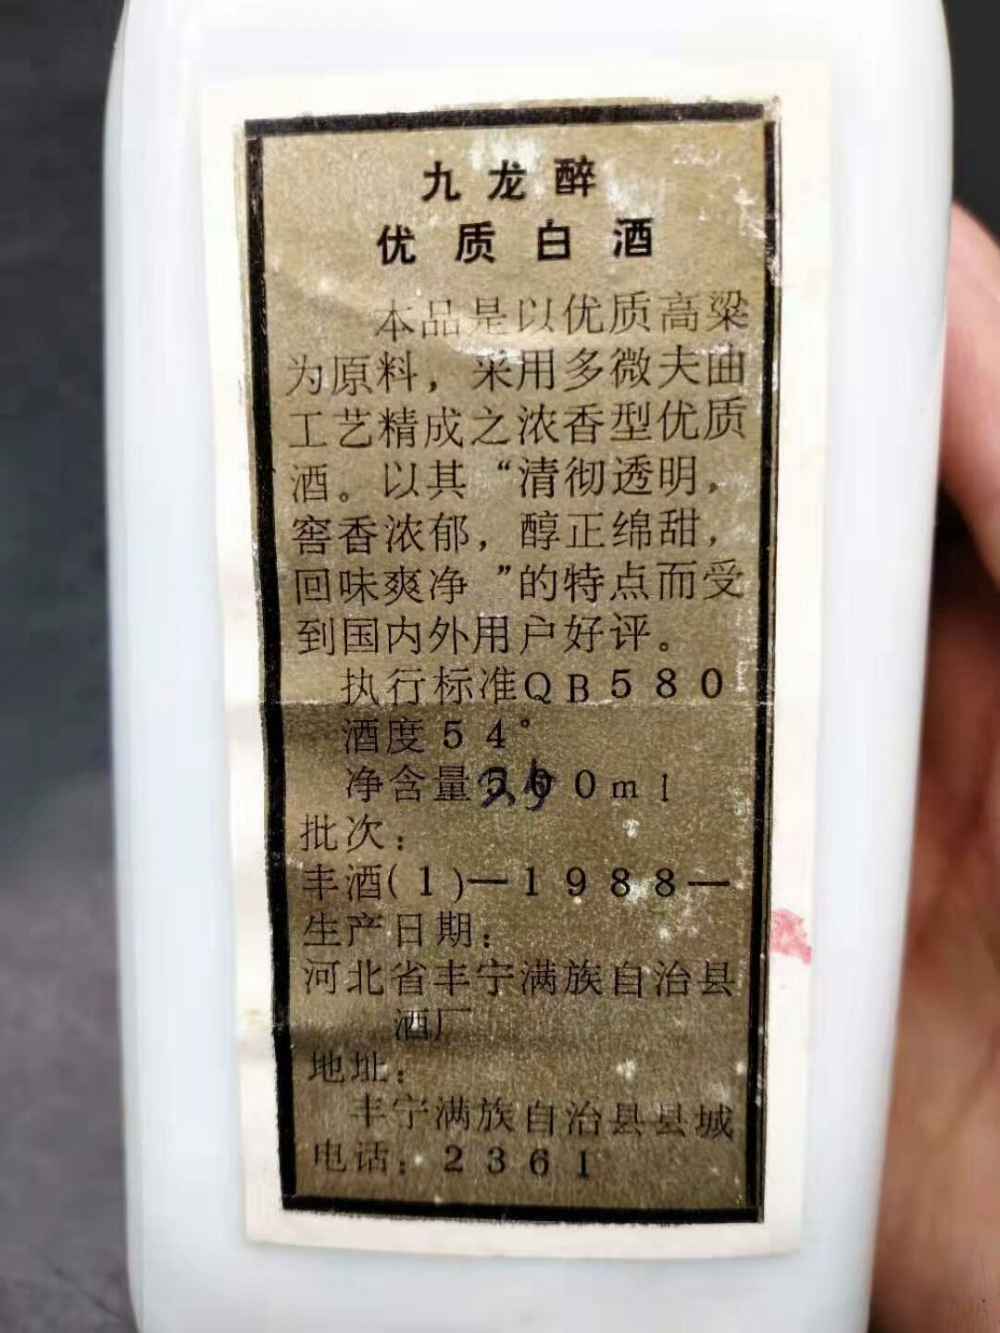 九龙醉
优质白酒
本品是以优质高粱
为原料，采用多微夫曲
工艺精成之浓香型优质
酒。以其“清彻透明，
窖香浓郁，醇正绵甜，
回味爽净”的特点而受
到国内外用户好评。
执行标准QB580
酒度54°
净含量500ml
批次：
丰酒(1)—1988—
生产日期：
河北省丰宁满族自治县
酒厂
地址：
丰宁满族自治县县城
电话：2361